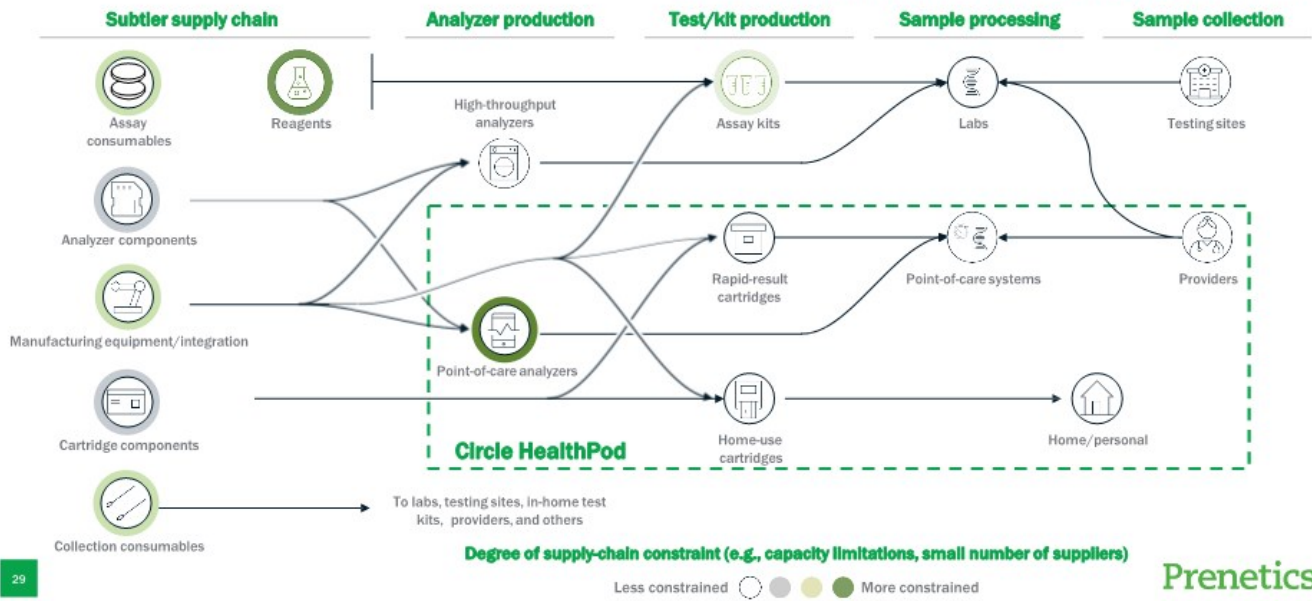 Subtier supply chain
Analyzer production
Test/kit production
Sample processing
Sample collection
Assay
consumables
Reagents
High-throughput
analyzers
Assay kits
Labs
Testing sites
Analyzer components
Rapid-result
cartridges
Point-of-care systems
Providers
Manufacturing equipment/integration
Point-of-care analyzers
Cartridge components
Circle HealthPod
Home-use
cartridges
Home/personal
Collection consumables
To labs, testing sites, in-home test
kits, providers, and others
Degree of supply-chain constraint (e.g., capacity limitations, small number of suppliers)
Less constrained
More constrained
29
Prenetics